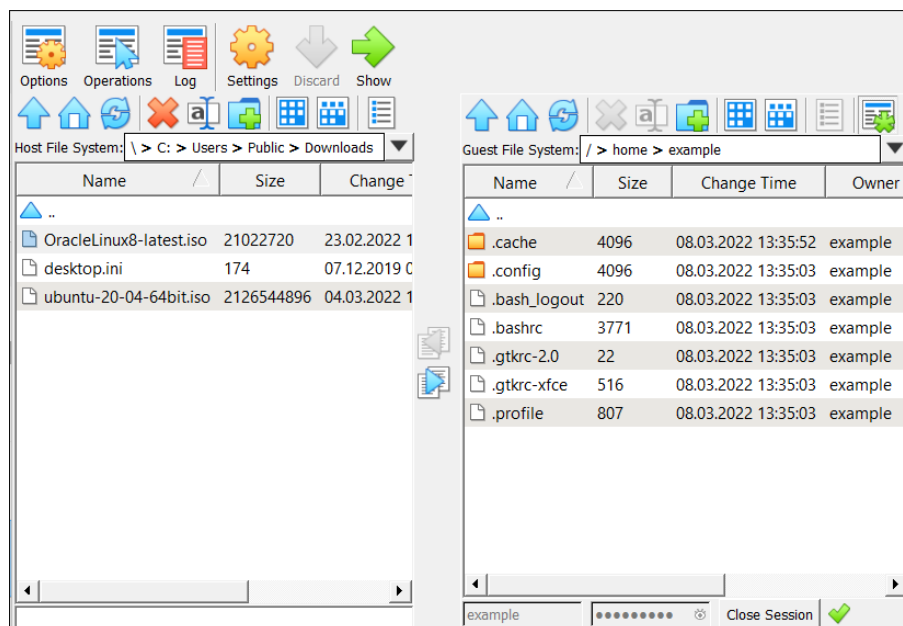 Options Operations Log Settings Discard Show
Host File System: \ > C: > Users > Public > Downloads
Name Size Change T
..
OracleLinux8-latest.iso 21022720 23.02.2022 1
desktop.ini 174 07.12.2019 0
ubuntu-20-04-64bit.iso 2126544896 04.03.2022 1
Guest File System: / > home > example
Name Size Change Time Owner
..
.cache 4096 08.03.2022 13:35:52 example
.config 4096 08.03.2022 13:35:03 example
.bash_logout 220 08.03.2022 13:35:03 example
.bashrc 3771 08.03.2022 13:35:03 example
.gtkrc-2.0 22 08.03.2022 13:35:03 example
.gtkrc-xfce 516 08.03.2022 13:35:03 example
.profile 807 08.03.2022 13:35:03 example
example ●●●●●●●●● Close Session